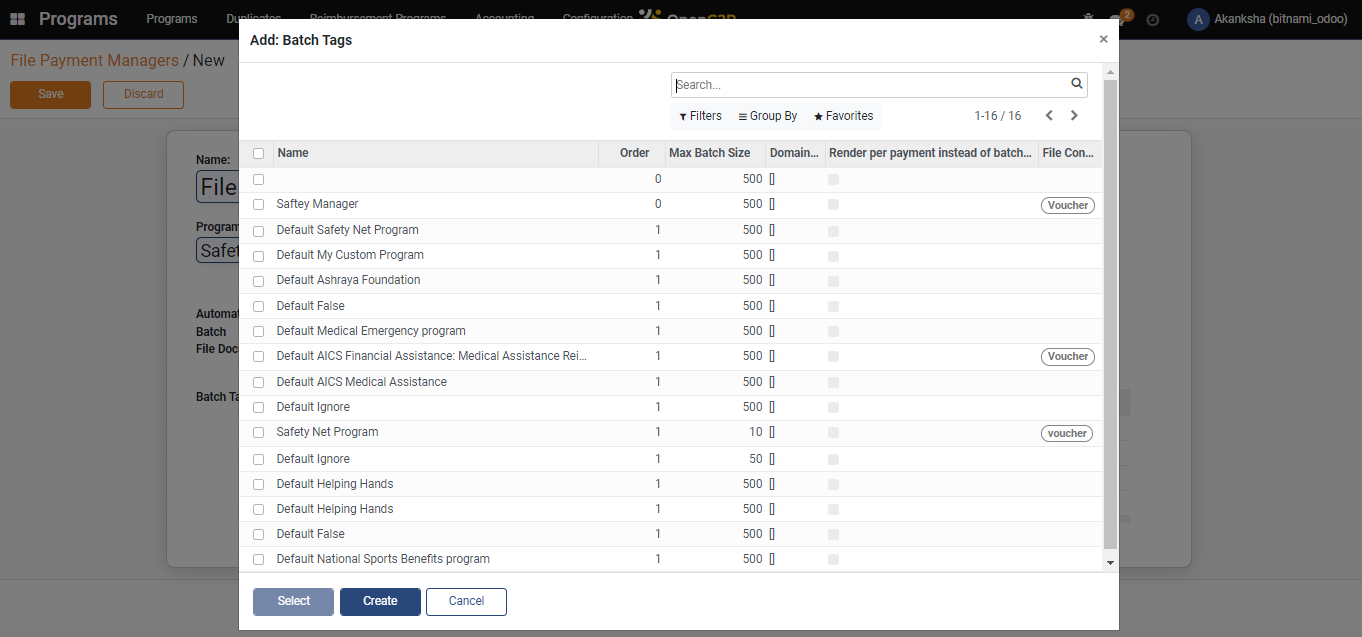 Programs Programs Duplicates Reimbursement Programs Accounting Configuration OpenG2P 2 A Akanksha (bitnami_odoo)
File Payment Managers / New
Save Discard
Name:
File
Program
Safet
Automat
Batch
File Doc
Batch Ta
Add: Batch Tags ×
Search...
Filters Group By Favorites 1-16 / 16
Name Order Max Batch Size Domain... Render per payment instead of batch... File Con...
0 500 []
Saftey Manager 0 500 [] Voucher
Default Safety Net Program 1 500 []
Default My Custom Program 1 500 []
Default Ashraya Foundation 1 500 []
Default False 1 500 []
Default Medical Emergency program 1 500 []
Default AICS Financial Assistance: Medical Assistance Rei... 1 500 [] Voucher
Default AICS Medical Assistance 1 500 []
Default Ignore 1 500 []
Safety Net Program 1 10 [] voucher
Default Ignore 1 50 []
Default Helping Hands 1 500 []
Default Helping Hands 1 500 []
Default False 1 500 []
Default National Sports Benefits program 1 500 []
Select Create Cancel